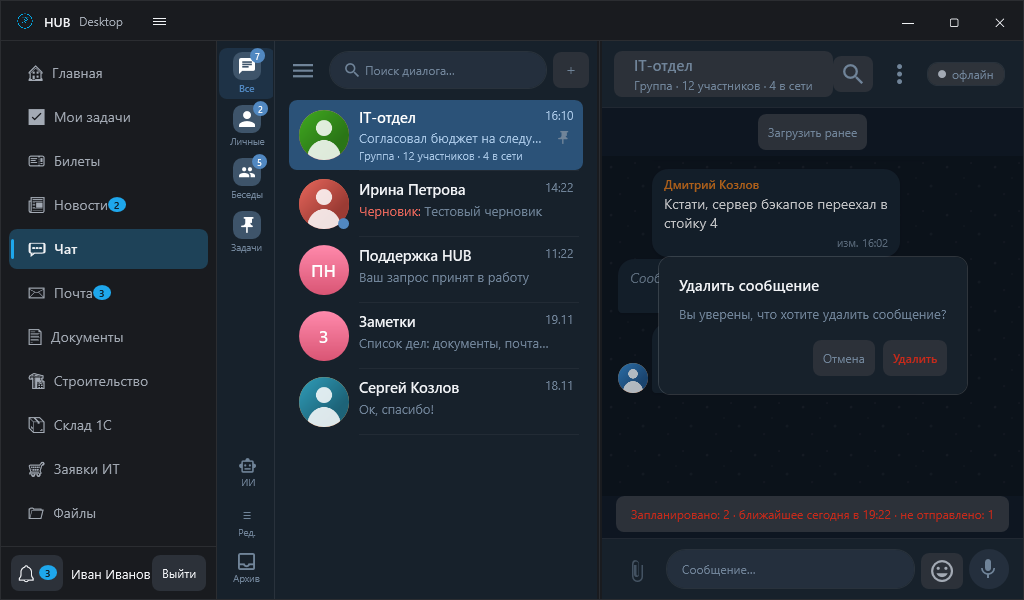 HUB Desktop
Главная
Мои задачи
Билеты
Новости 2
Чат
Почта 3
Документы
Строительство
Склад 1С
Заявки ИТ
Файлы
3 Иван Иванов Выйти
7
Все
2
Личные
5
Беседы
Задачи
ИИ
Ред.
Архив
Поиск диалога...
+
IT-отдел 16:10
Согласовал бюджет на следу...
Группа · 12 участников · 4 в сети
Ирина Петрова 14:22
Черновик: Тестовый черновик
ПН
Поддержка HUB 11:22
Ваш запрос принят в работу
З
Заметки 19.11
Список дел: документы, почта...
Сергей Козлов 18.11
Ок, спасибо!
IT-отдел
Группа · 12 участников · 4 в сети
офлайн
Загрузить ранее
Дмитрий Козлов
Кстати, сервер бэкапов переехал в
стойку 4
изм. 16:02
Удалить сообщение
Вы уверены, что хотите удалить сообщение?
Отмена Удалить
Запланировано: 2 · ближайшее сегодня в 19:22 · не отправлено: 1
Сообщение...